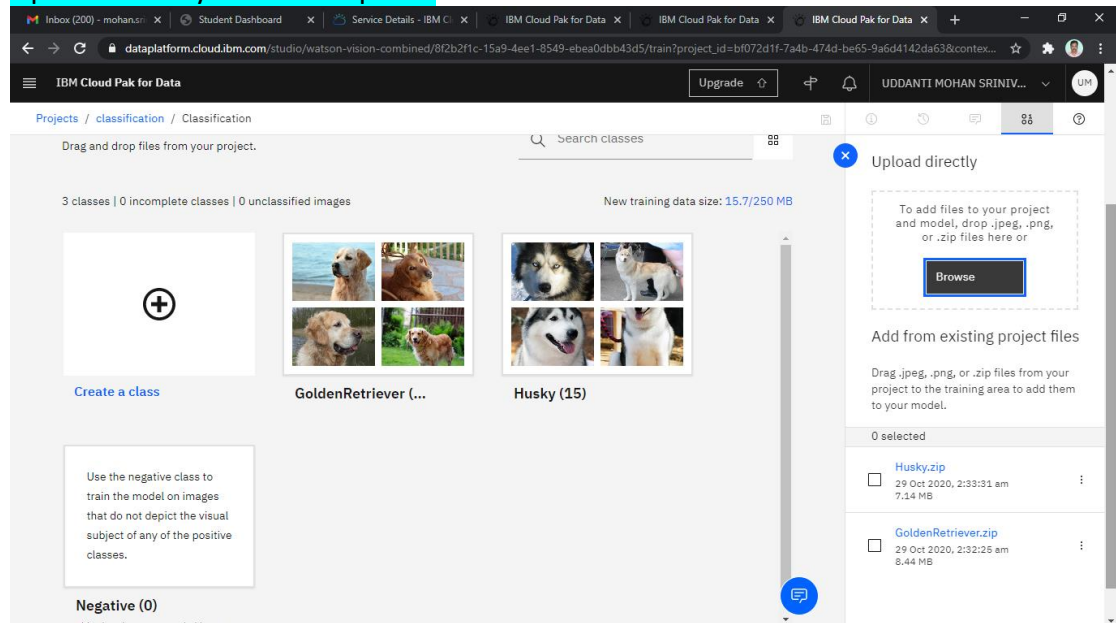 Inbox (200) - mohan.sri
Student Dashboard
Service Details - IBM Cl
IBM Cloud Pak for Data
IBM Cloud Pak for Data
IBM Cloud Pak for Data
dataplatform.cloud.ibm.com/studio/watson-vision-combined/8f2b2f1c-15a9-4ee1-8549-ebea0dbb43d5/train?project_id=bf072d1f-7a4b-474d-be65-9a6d4142da63&contex...
IBM Cloud Pak for Data
Upgrade
UDDANTI MOHAN SRINIV...
UM
Projects / classification / Classification
Drag and drop files from your project.
Search classes
3 classes | 0 incomplete classes | 0 unclassified images
New training data size: 15.7/250 MB
Create a class
GoldenRetriever (...
Husky (15)
Use the negative class to
train the model on images
that do not depict the visual
subject of any of the positive
classes.
Negative (0)
Upload directly
To add files to your project
and model, drop .jpeg, .png,
or .zip files here or
Browse
Add from existing project files
Drag .jpeg, .png, or .zip files from your
project to the training area to add them
to your model.
0 selected
Husky.zip
29 Oct 2020, 2:33:31 am
7.14 MB
GoldenRetriever.zip
29 Oct 2020, 2:32:25 am
8.44 MB